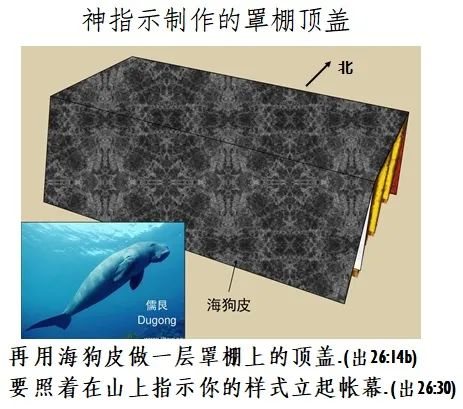 神指示制作的罩棚顶盖
北
海狗皮
儒艮
Dugong
再用海狗皮做一层罩棚上的顶盖.(出26:14b)
要照着在山上指示你的样式立起帐幕.(出26:30)